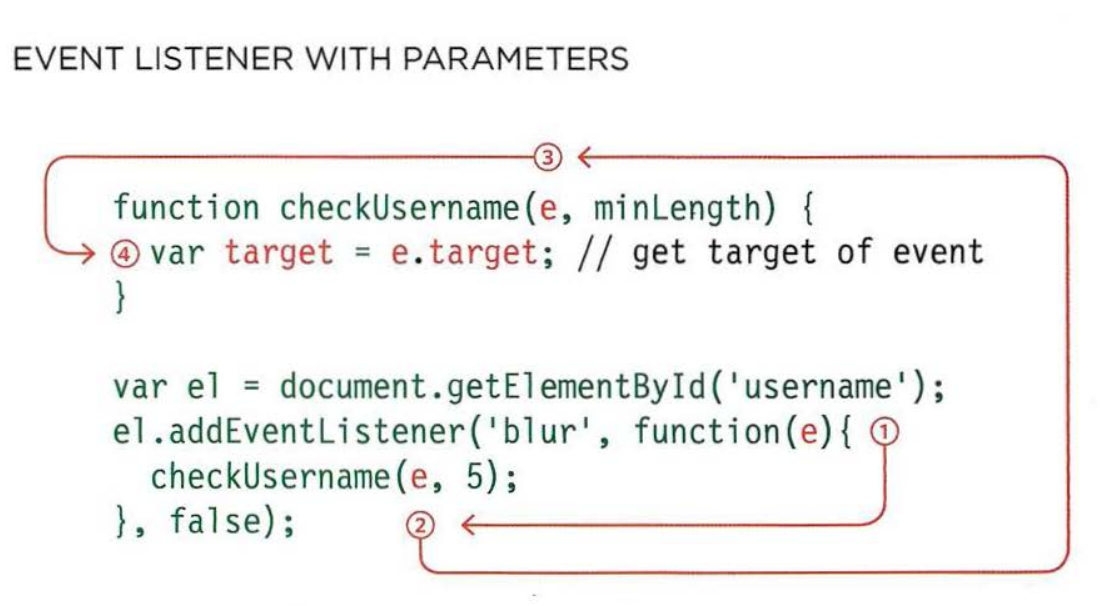 EVENT LISTENER WITH PARAMETERS
3
function checkUsername(e, minLength) {
4 var target = e.target; // get target of event
}
var el = document.getElementById('username');
el.addEventListener('blur', function(e){ 1
checkUsername(e, 5);
}, false); 2